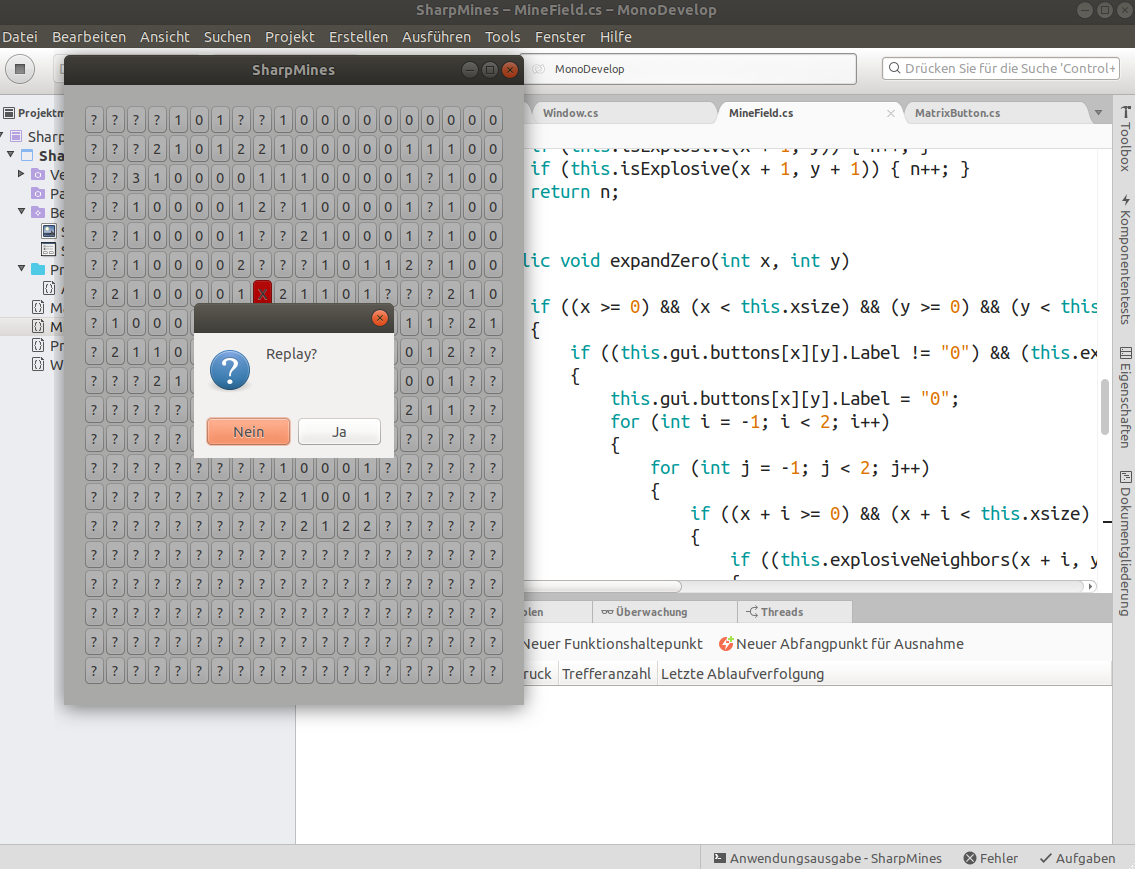 SharpMines – MineField.cs – MonoDevelop
Datei Bearbeiten Ansicht Suchen Projekt Erstellen Ausführen Tools Fenster Hilfe
MonoDevelop
Drücken Sie für die Suche 'Control+
Projektm
Sharp
Sha
Ve
Pa
Be
S
S
Pr
A
Ma
M
Pr
W
SharpMines
? ? ? ? 1 0 1 ? ? 1 0 0 0 0 0 0 0 0 0 0
? ? ? 2 1 0 1 2 2 1 0 0 0 0 0 1 1 1 0 0
? ? 3 1 0 0 0 0 1 1 1 0 0 0 0 1 ? 1 0 0
? ? 1 0 0 0 0 1 2 ? 1 0 0 0 0 1 ? 1 0 0
? ? 1 0 0 0 0 1 ? ? 2 1 0 0 0 1 ? 1 0 0
? ? 1 0 0 0 0 2 ? ? ? 1 0 1 1 2 ? 1 0 0
? 2 1 0 0 0 0 1 X 2 1 1 0 1 ? ? ? 2 1 0
? 1 0 0 0 1 1 ? 2 1
? 2 1 1 0 0 1 2 ? ?
? ? ? 2 1 0 0 1 ? ?
? ? ? ? ? 2 1 1 ? ?
? ? ? ? ? ? ? ? ? ?
? ? ? ? ? ? ? ? ? 1 0 0 0 1 ? ? ? ? ? ?
? ? ? ? ? ? ? ? ? 2 1 0 0 1 ? ? ? ? ? ?
? ? ? ? ? ? ? ? ? ? 2 1 2 2 ? ? ? ? ? ?
? ? ? ? ? ? ? ? ? ? ? ? ? ? ? ? ? ? ? ?
? ? ? ? ? ? ? ? ? ? ? ? ? ? ? ? ? ? ? ?
? ? ? ? ? ? ? ? ? ? ? ? ? ? ? ? ? ? ? ?
? ? ? ? ? ? ? ? ? ? ? ? ? ? ? ? ? ? ? ?
? ? ? ? ? ? ? ? ? ? ? ? ? ? ? ? ? ? ? ?
Replay?
Nein Ja
Window.cs MineField.cs MatrixButton.cs
if (this.isExplosive(x + 1, y)) { n++; }
if (this.isExplosive(x + 1, y + 1)) { n++; }
return n;
lic void expandZero(int x, int y)
if ((x >= 0) && (x < this.xsize) && (y >= 0) && (y < this
{
if ((this.gui.buttons[x][y].Label != "0") && (this.ex
{
this.gui.buttons[x][y].Label = "0";
for (int i = -1; i < 2; i++)
{
for (int j = -1; j < 2; j++)
{
if ((x + i >= 0) && (x + i < this.xsize)
{
if ((this.explosiveNeighbors(x + i, y
Toolbox
Komponententests
Eigenschaften
Dokumentgliederung
olen Überwachung Threads
Neuer Funktionshaltepunkt Neuer Abfangpunkt für Ausnahme
ruck Trefferanzahl Letzte Ablaufverfolgung
Anwendungsausgabe - SharpMines Fehler Aufgaben